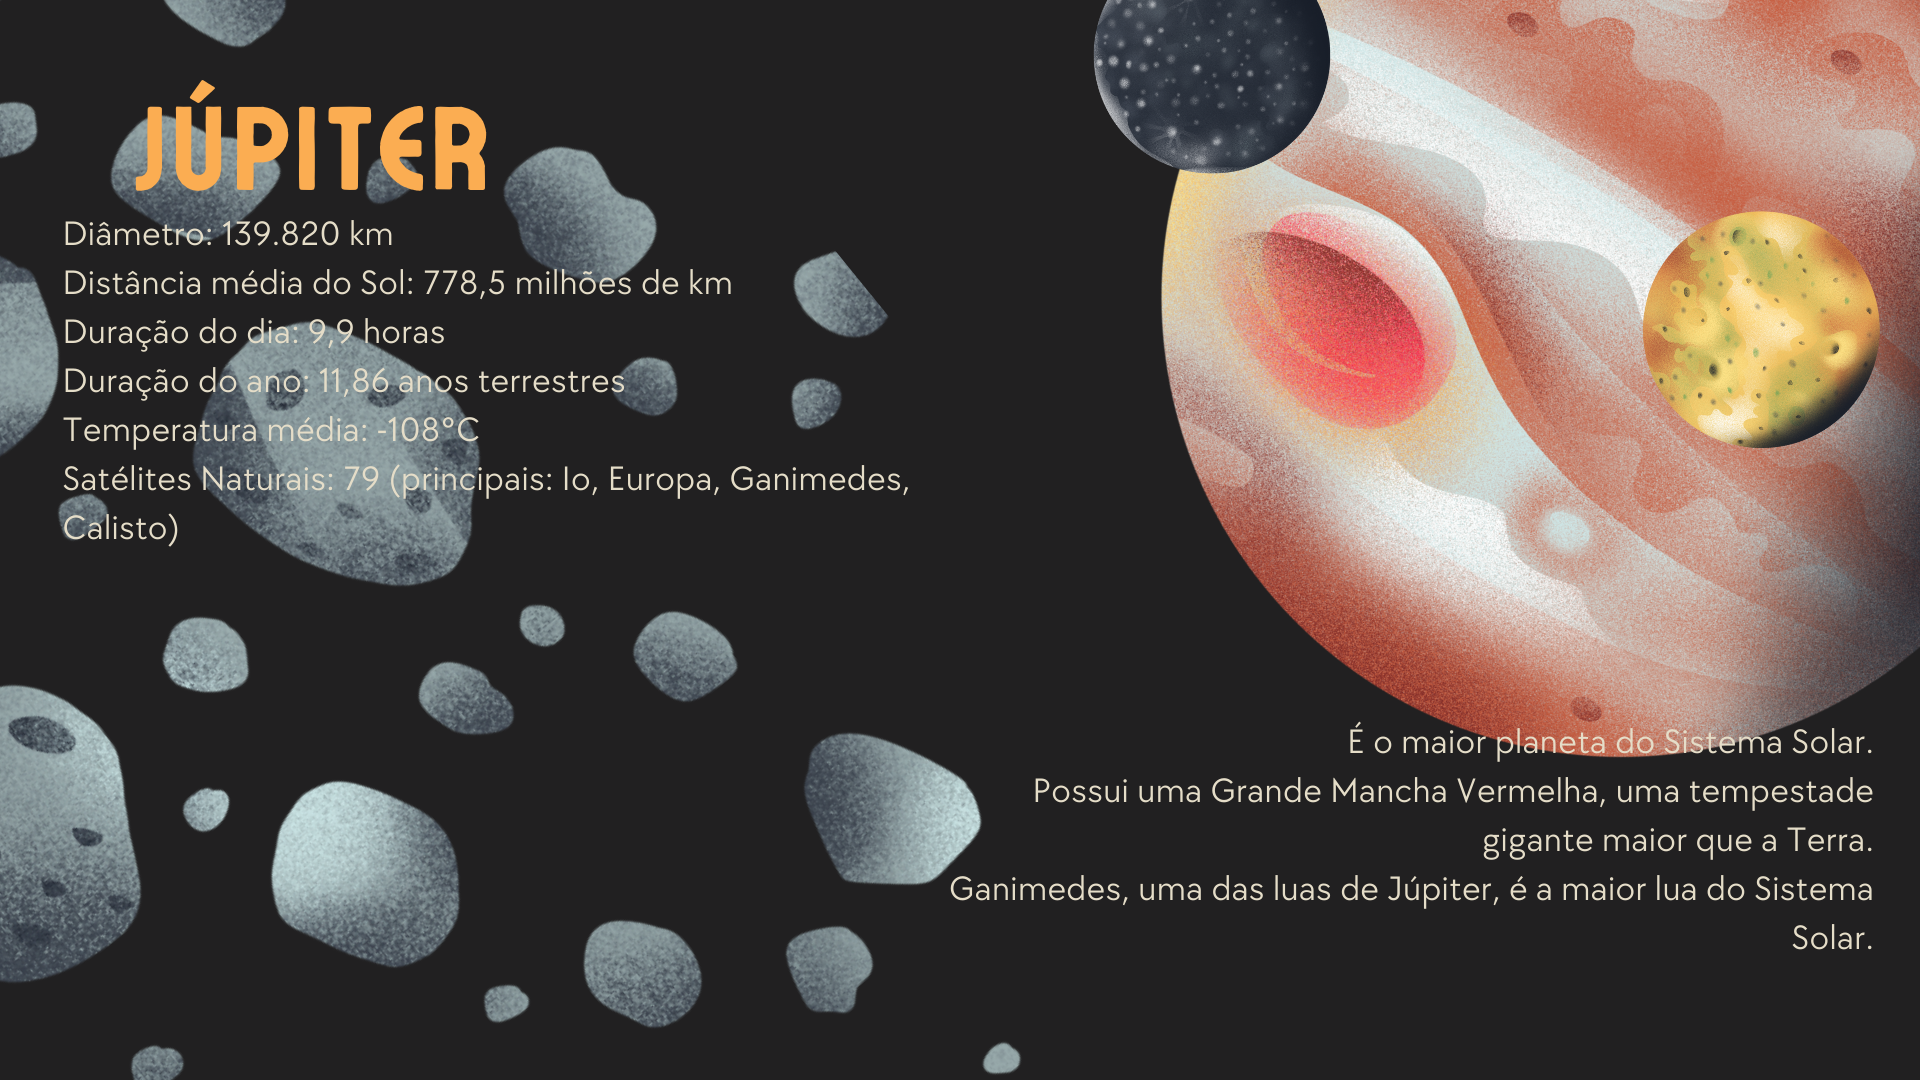 JÚPITER
Diâmetro: 139.820 km
Distância média do Sol: 778,5 milhões de km
Duração do dia: 9,9 horas
Duração do ano: 11,86 anos terrestres
Temperatura média: -108°C
Satélites Naturais: 79 (principais: Io, Europa, Ganimedes,
Calisto)
É o maior planeta do Sistema Solar.
Possui uma Grande Mancha Vermelha, uma tempestade
gigante maior que a Terra.
Ganimedes, uma das luas de Júpiter, é a maior lua do Sistema
Solar.